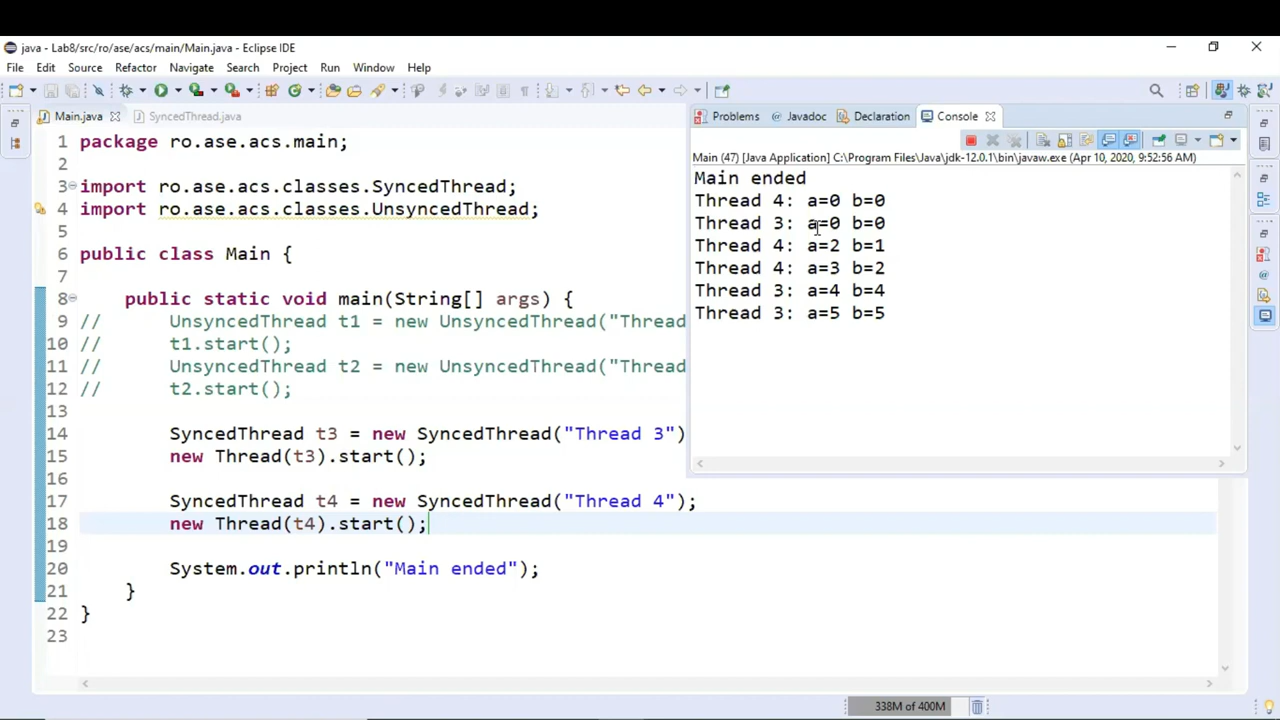 java - Lab8/src/ro/ase/acs/main/Main.java - Eclipse IDE
File Edit Source Refactor Navigate Search Project Run Window Help
Main.java SyncedThread.java
1 package ro.ase.acs.main;
2
3 import ro.ase.acs.classes.SyncedThread;
4 import ro.ase.acs.classes.UnsyncedThread;
5
6 public class Main {
7
8 public static void main(String[] args) {
9 // UnsyncedThread t1 = new UnsyncedThread("Thread
10 // t1.start();
11 // UnsyncedThread t2 = new UnsyncedThread("Thread
12 // t2.start();
13
14 SyncedThread t3 = new SyncedThread("Thread 3")
15 new Thread(t3).start();
16
17 SyncedThread t4 = new SyncedThread("Thread 4");
18 new Thread(t4).start();
19
20 System.out.println("Main ended");
21 }
22 }
23
Problems Javadoc Declaration Console
Main (47) [Java Application] C:\Program Files\Java\jdk-12.0.1\bin\javaw.exe (Apr 10, 2020, 9:52:56 AM)
Main ended
Thread 4: a=0 b=0
Thread 3: a=0 b=0
Thread 4: a=2 b=1
Thread 4: a=3 b=2
Thread 3: a=4 b=4
Thread 3: a=5 b=5
338M of 400M